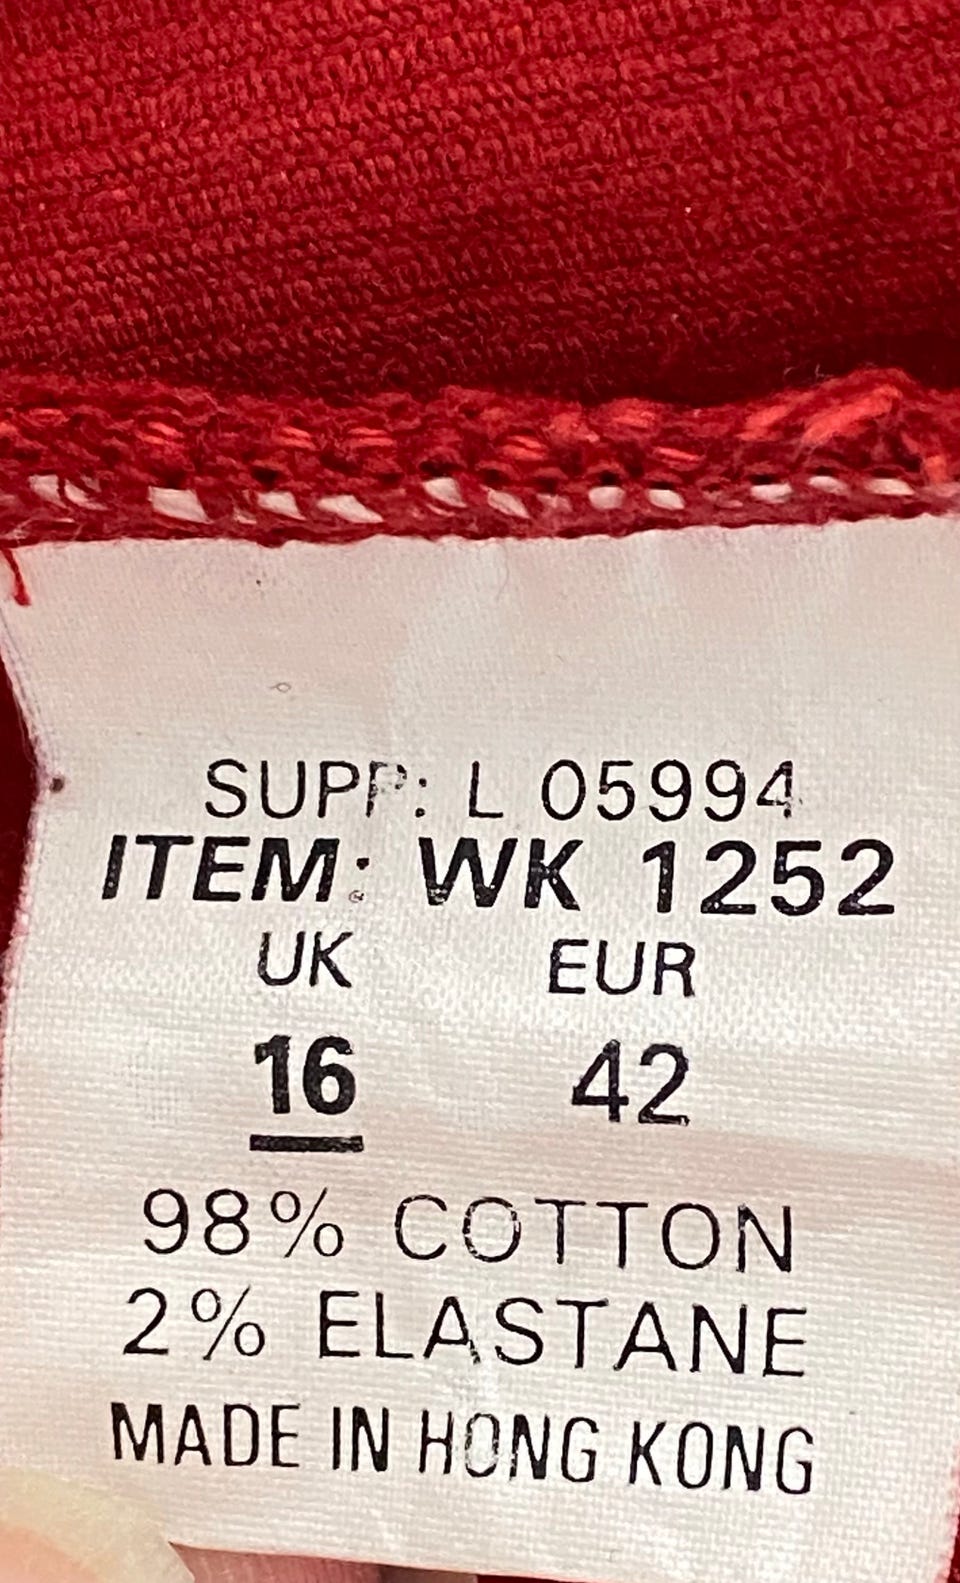 SUPP: L 05994
ITEM: WK 1252
UK EUR
16 42
98% COTTON
2% ELASTANE
MADE IN HONG KONG